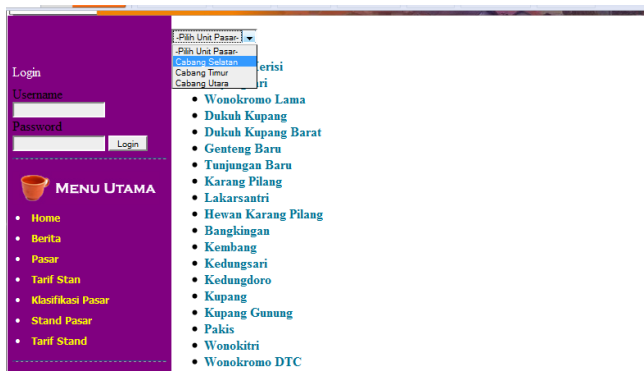 -Pilih Unit Pasar-
-Pilih Unit Pasar-
Cabang Selatan
Cabang Timur
Cabang Utara
Login
Username
Password
Login
MENU UTAMA
Home
Berita
Pasar
Tarif Stan
Klasifikasi Pasar
Stand Pasar
Tarif Stand
Wonokromo Lama
Dukuh Kupang
Dukuh Kupang Barat
Genteng Baru
Tunjungan Baru
Karang Pilang
Lakarsantri
Hewan Karang Pilang
Bangkingan
Kembang
Kedungsari
Kedungdoro
Kupang
Kupang Gunung
Pakis
Wonokitri
Wonokromo DTC